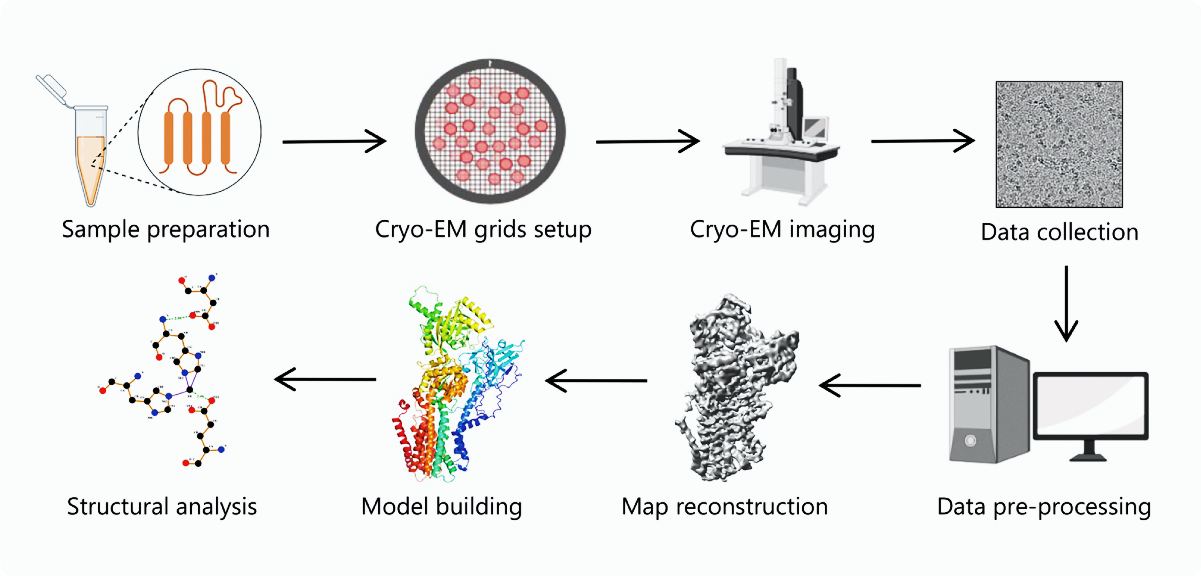 Sample preparation
Cryo-EM grids setup
Cryo-EM imaging
Data collection
Structural analysis
Model building
Map reconstruction
Data pre-processing